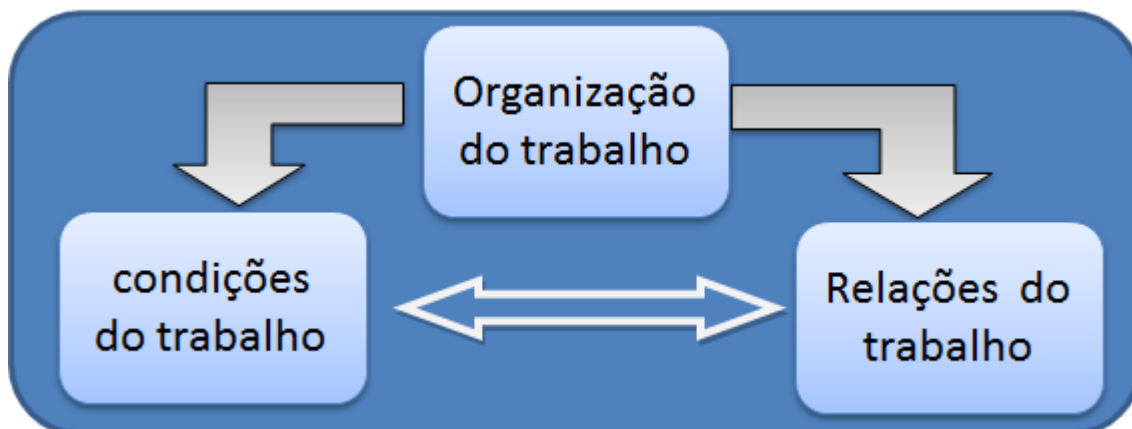 Organização
do trabalho
condições
do trabalho
Relações do
trabalho